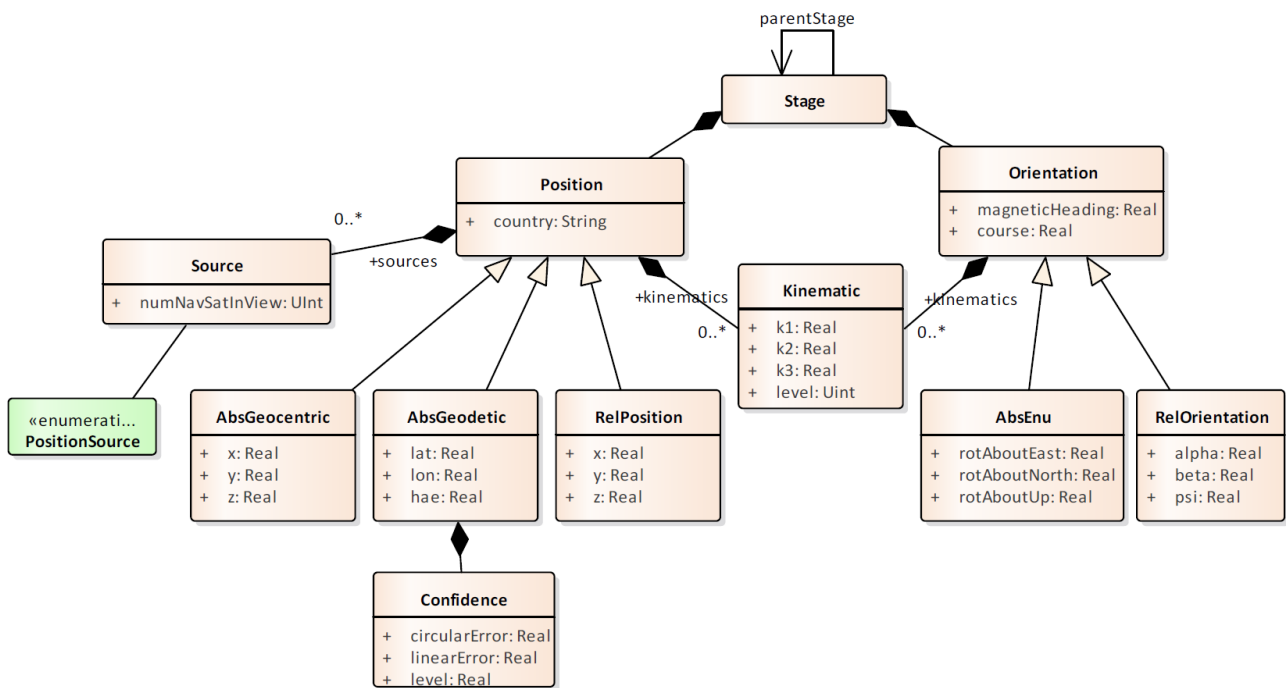 parentStage
Stage
Position
+ country: String
Orientation
+ magneticHeading: Real
+ course: Real
0..*
+sources
Source
+ numNavSatInView: UInt
+kinematics
0..*
Kinematic
+ k1: Real
+ k2: Real
+ k3: Real
+ level: Uint
+kinematics
0..*
«enumerati...
PositionSource
AbsGeocentric
+ x: Real
+ y: Real
+ z: Real
AbsGeodetic
+ lat: Real
+ lon: Real
+ hae: Real
RelPosition
+ x: Real
+ y: Real
+ z: Real
AbsEnu
+ rotAboutEast: Real
+ rotAboutNorth: Real
+ rotAboutUp: Real
RelOrientation
+ alpha: Real
+ beta: Real
+ psi: Real
Confidence
+ circularError: Real
+ linearError: Real
+ level: Real